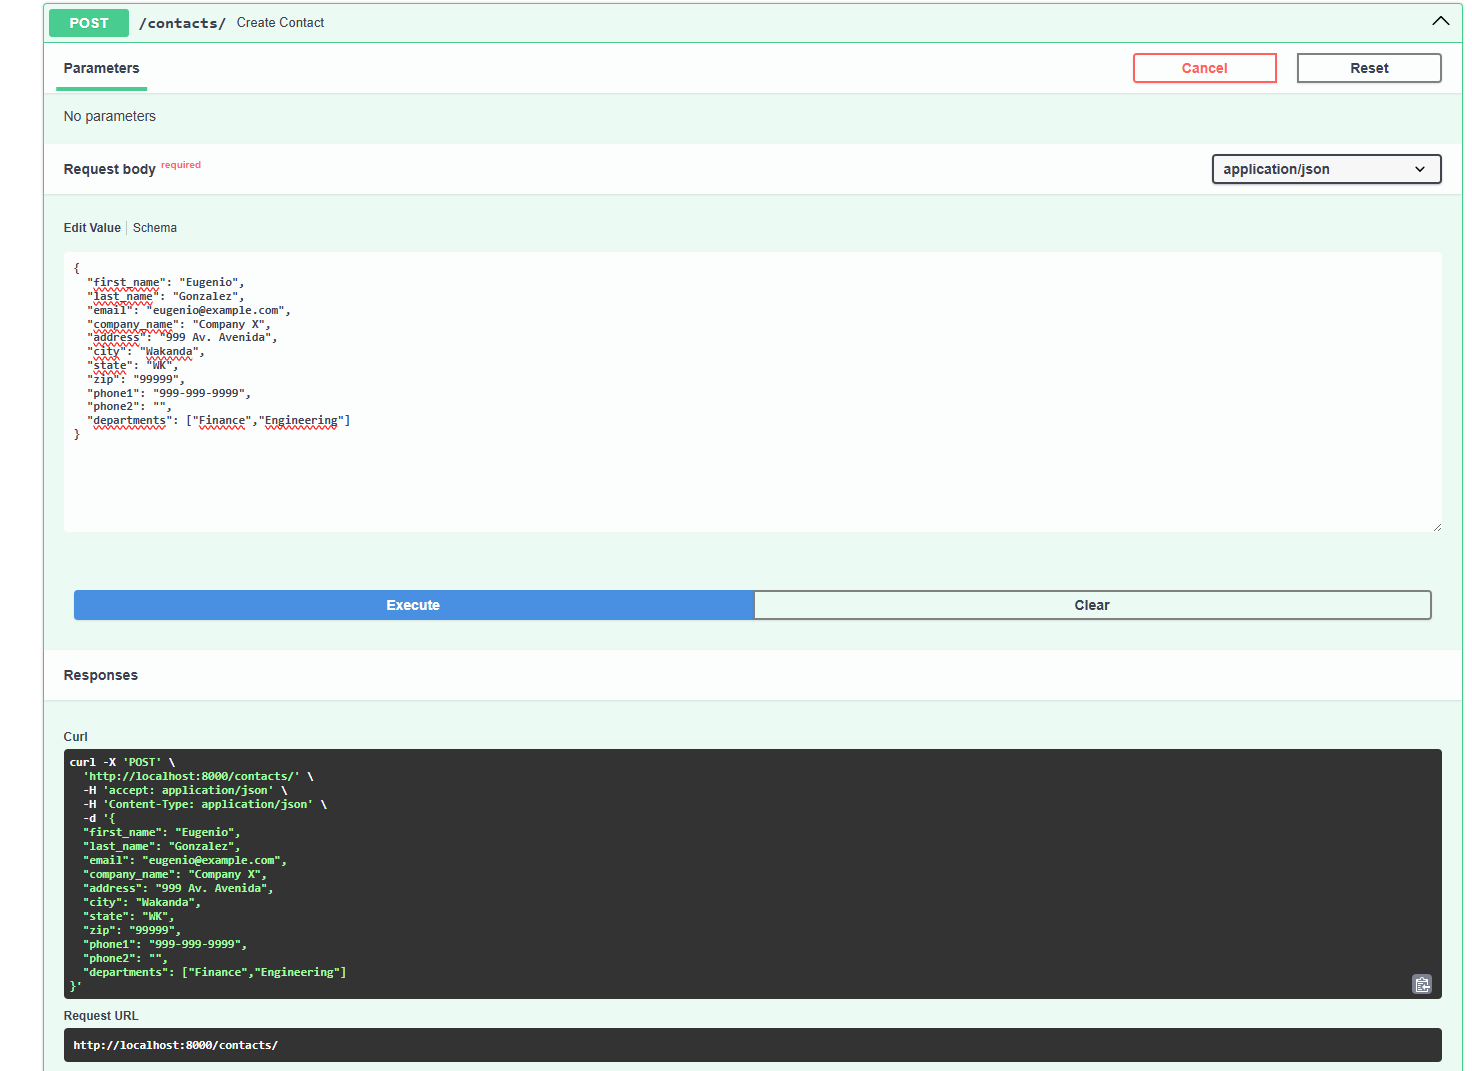 POST /contacts/ Create Contact
Parameters
Cancel
Reset
No parameters
Request body required
application/json
Edit Value | Schema
{
  "first_name": "Eugenio",
  "last_name": "Gonzalez",
  "email": "eugenio@example.com",
  "company_name": "Company X",
  "address": "999 Av. Avenida",
  "city": "Wakanda",
  "state": "WK",
  "zip": "99999",
  "phone1": "999-999-9999",
  "phone2": "",
  "departments": ["Finance","Engineering"]
}
Execute
Clear
Responses
Curl
curl -X 'POST' \
  'http://localhost:8000/contacts/' \
  -H 'accept: application/json' \
  -H 'Content-Type: application/json' \
  -d '{
  "first_name": "Eugenio",
  "last_name": "Gonzalez",
  "email": "eugenio@example.com",
  "company_name": "Company X",
  "address": "999 Av. Avenida",
  "city": "Wakanda",
  "state": "WK",
  "zip": "99999",
  "phone1": "999-999-9999",
  "phone2": "",
  "departments": ["Finance","Engineering"]
}'
Request URL
http://localhost:8000/contacts/